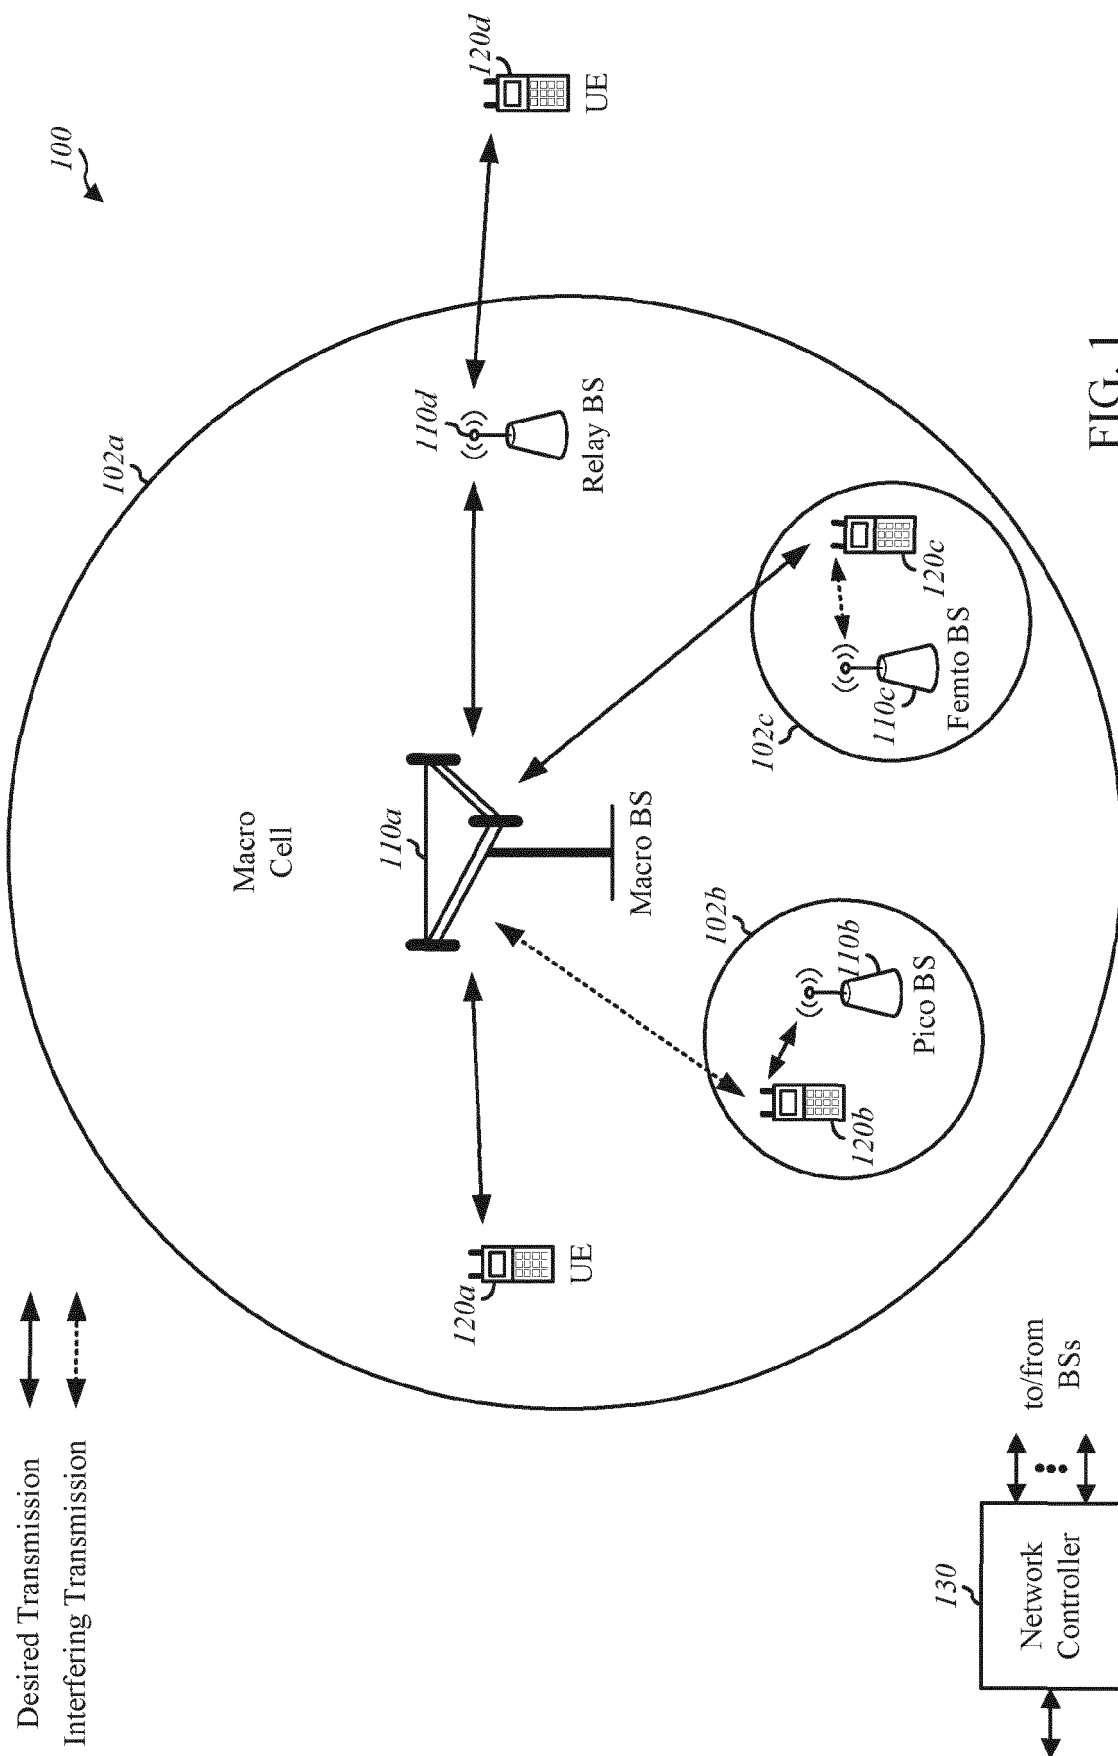 Desired Transmission
Interfering Transmission
100
102a
Macro
Cell
110a
Macro BS
120a
UE
110d
Relay BS
120d
UE
102b
120b
110b
Pico BS
102c
110c
Femto BS
120c
130
Network
Controller
to/from
BSs
FIG. 1